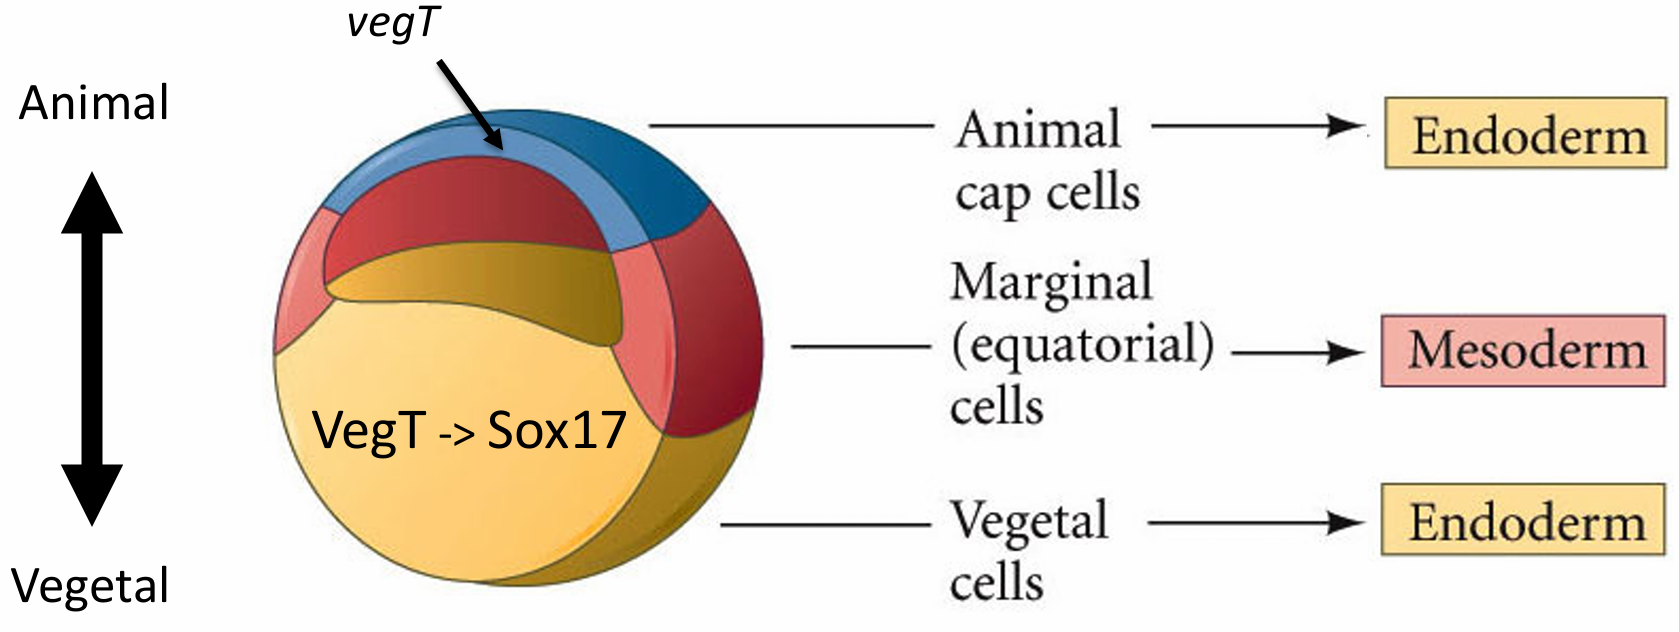 vegT
Animal
Animal
cap cells
Endoderm
Marginal
(equatorial)
cells
Mesoderm
VegT -> Sox17
Vegetal
cells
Endoderm
Vegetal